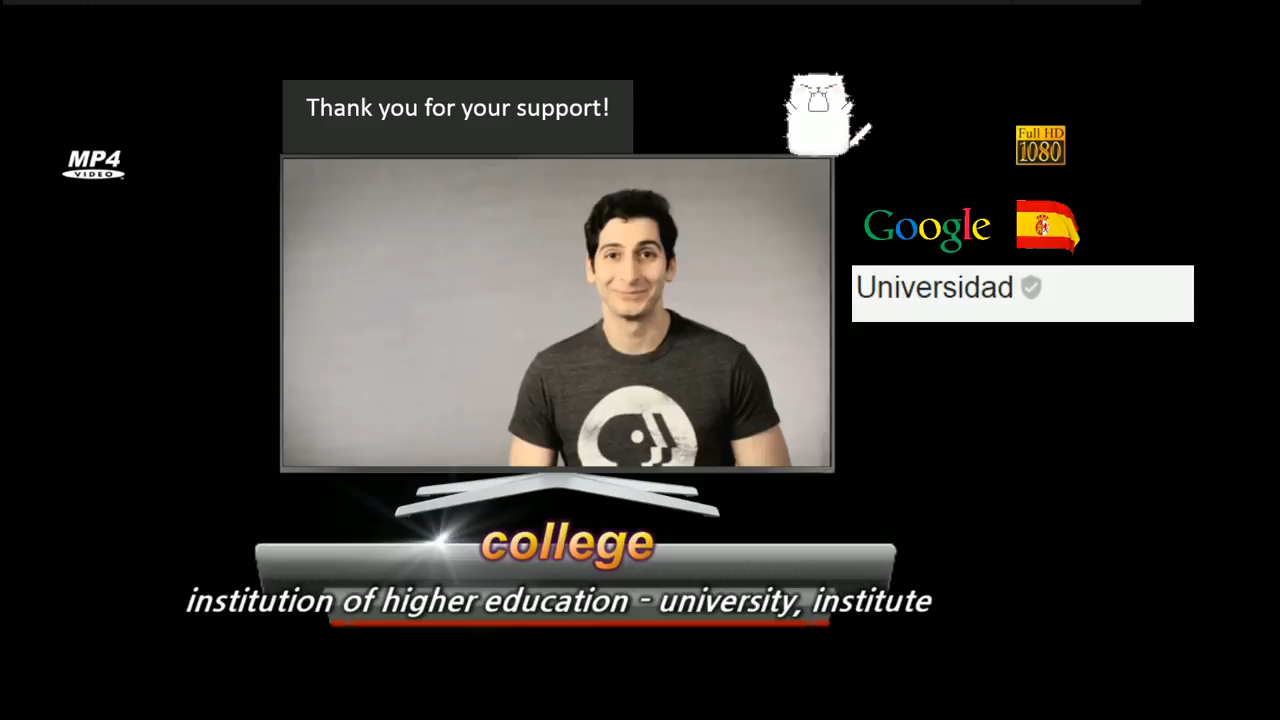 Thank you for your support!
MP4
VIDEO
Full HD
1080
Google
Universidad
college
institution of higher education - university, institute